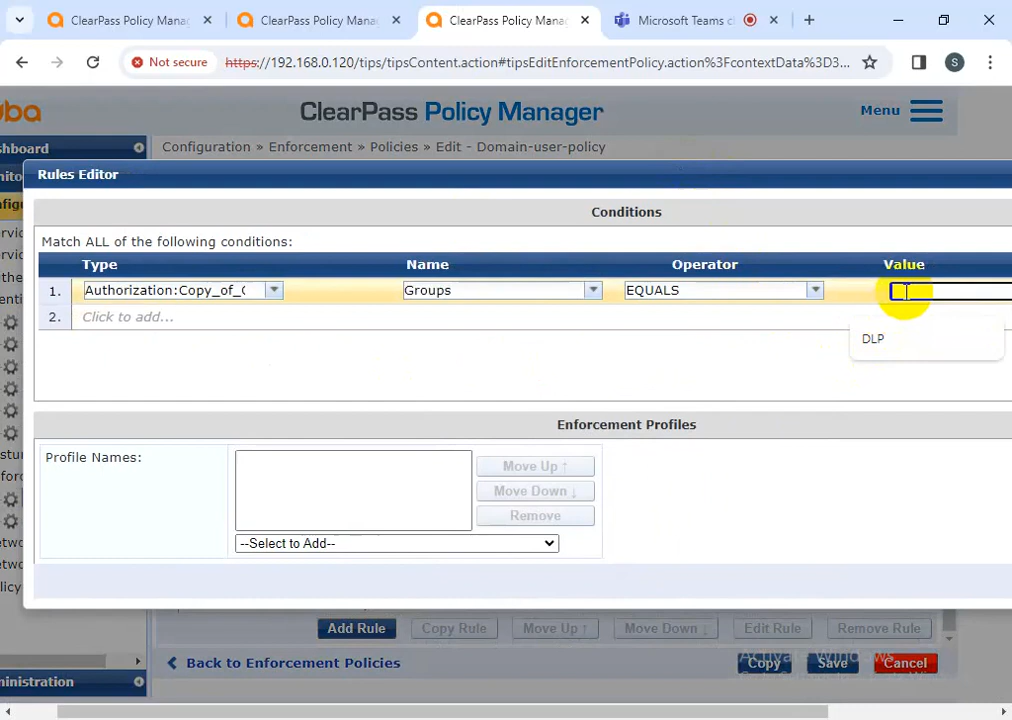 ClearPass Policy Mana
ClearPass Policy Mana
ClearPass Policy Mana
Microsoft Teams c
Not secure
https://192.168.0.120/tips/tipsContent.action#tipsEditEnforcementPolicy.action%3FcontextData%3D3...
S
uba
ClearPass Policy Manager
Menu
shboard
Configuration » Enforcement » Policies » Edit - Domain-user-policy
Rules Editor
Conditions
Match ALL of the following conditions:
Type
Name
Operator
Value
1.
Authorization:Copy_of_
Groups
EQUALS
2.
Click to add...
DLP
Enforcement Profiles
Profile Names:
Move Up ↑
Move Down ↓
Remove
--Select to Add--
Add Rule
Copy Rule
Move Up ↑
Move Down ↓
Edit Rule
Remove Rule
Back to Enforcement Policies
Copy
Save
Cancel
ministration